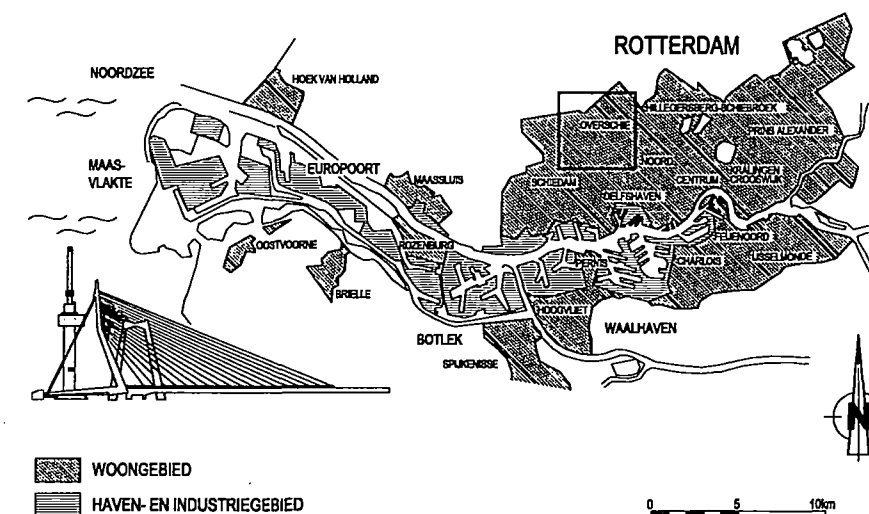 ROTTERDAM
NOORDZEE
HOEK VAN HOLLAND
HILLEGERSBERG-SCHIEBROEK
OVERSCHIE
PRINS ALEXANDER
MAAS-
VLAKTE
EUROPOORT
NOORD
MAASSLUIS
SCHIEDAM
CENTRUM
KRALINGEN
CROOSWIJK
DELFSHAVEN
OOSTVOORNE
ROZENBURG
FEIJENOORD
PERNIS
CHARLOIS
IJSSELMONDE
BRIELLE
HOOGVLIET
WAALHAVEN
BOTLEK
SPIJKENISSE
N
WOONGEBIED
HAVEN- EN INDUSTRIEGEBIED
0 5 10km